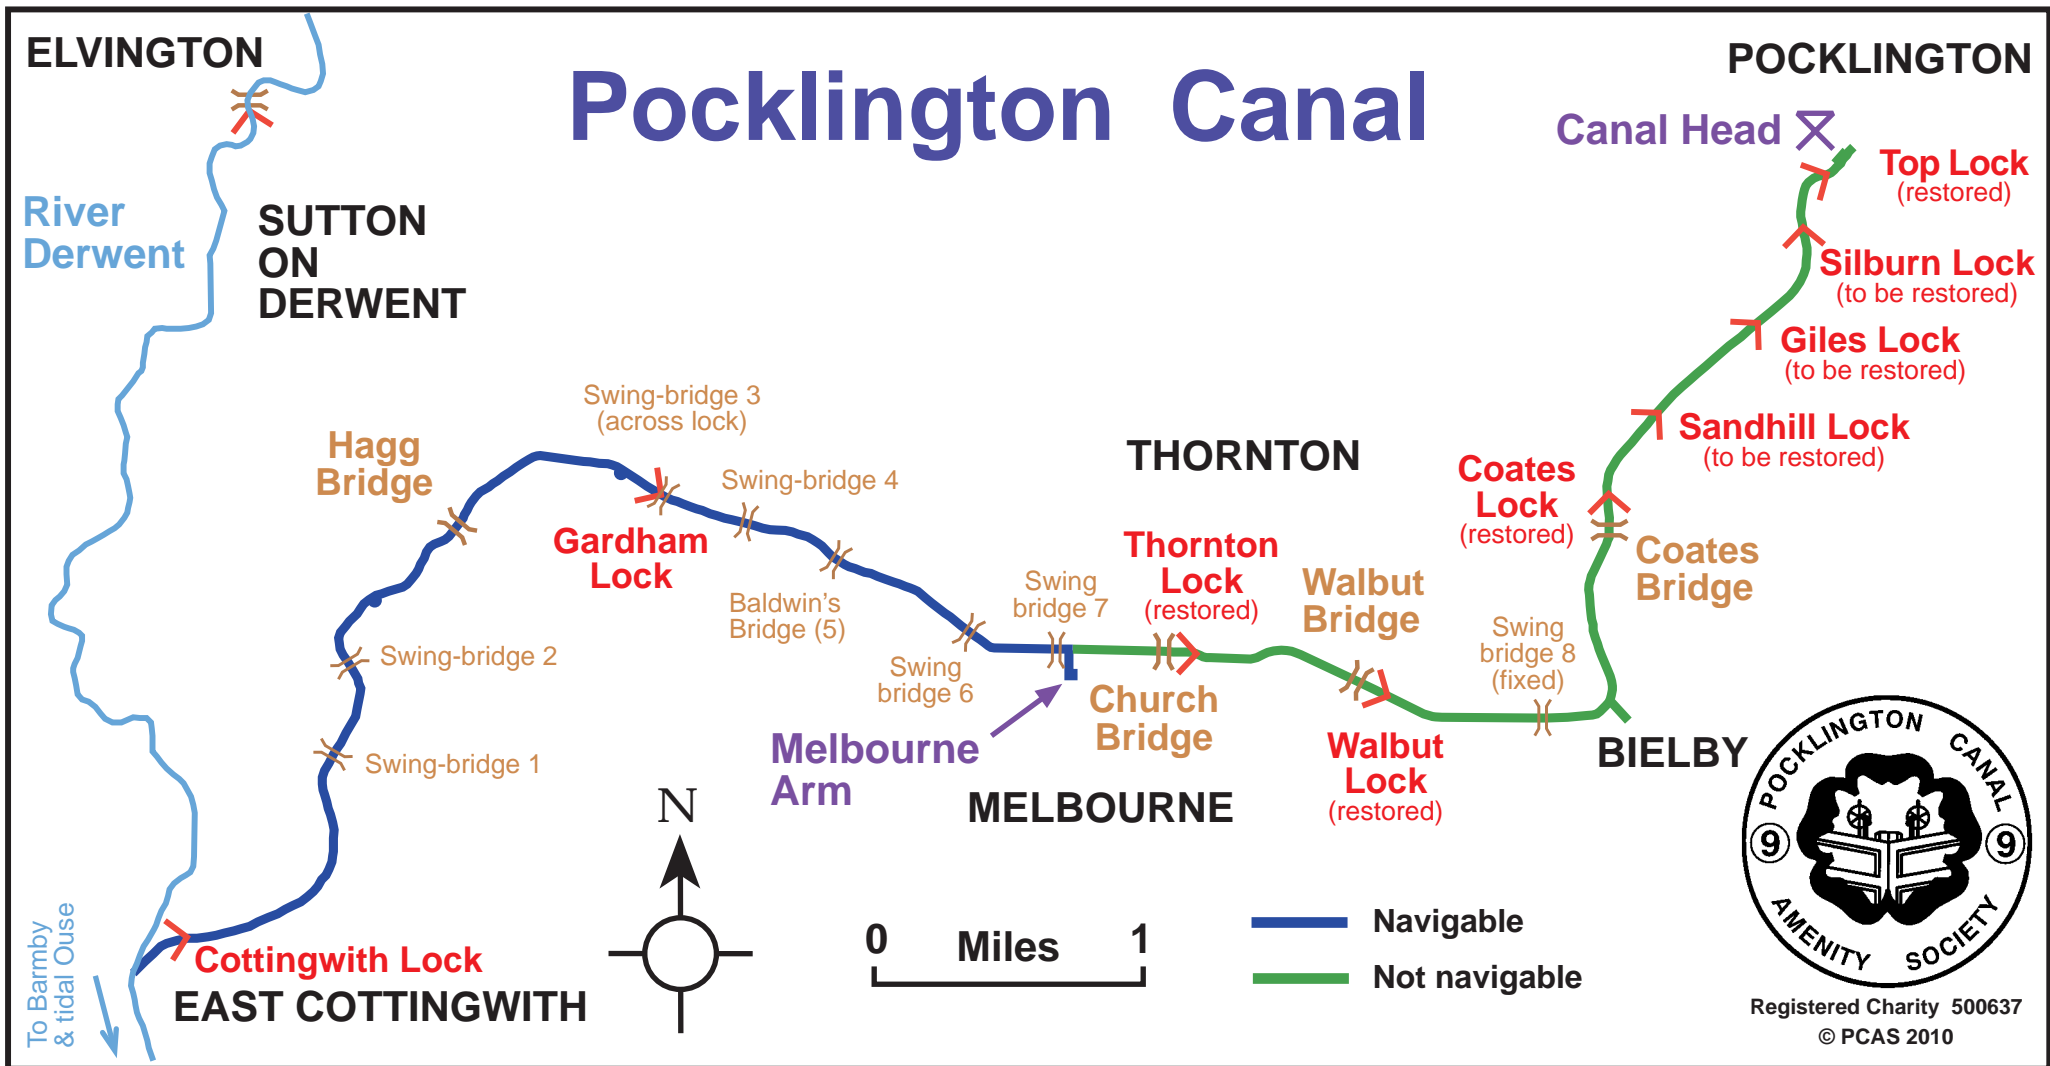 Pocklington Canal
ELVINGTON
POCKLINGTON
Canal Head
Top Lock
(restored)
River
Derwent
SUTTON
ON
DERWENT
Silburn Lock
(to be restored)
Giles Lock
(to be restored)
Sandhill Lock
(to be restored)
Swing-bridge 3
(across lock)
Hagg
Bridge
Swing-bridge 4
THORNTON
Coates
Lock
(restored)
Gardham
Lock
Thornton
Lock
(restored)
Coates
Bridge
Swing
bridge 7
Walbut
Bridge
Baldwin's
Bridge (5)
Swing
bridge 8
(fixed)
Swing-bridge 2
Swing
bridge 6
Church
Bridge
Swing-bridge 1
Melbourne
Arm
Walbut
Lock
(restored)
BIELBY
MELBOURNE
N
POCKLINGTON CANAL
9 9
AMENITY SOCIETY
To Barmby
& tidal Ouse
Cottingwith Lock
EAST COTTINGWITH
0 Miles 1
Navigable
Not navigable
Registered Charity 500637
© PCAS 2010